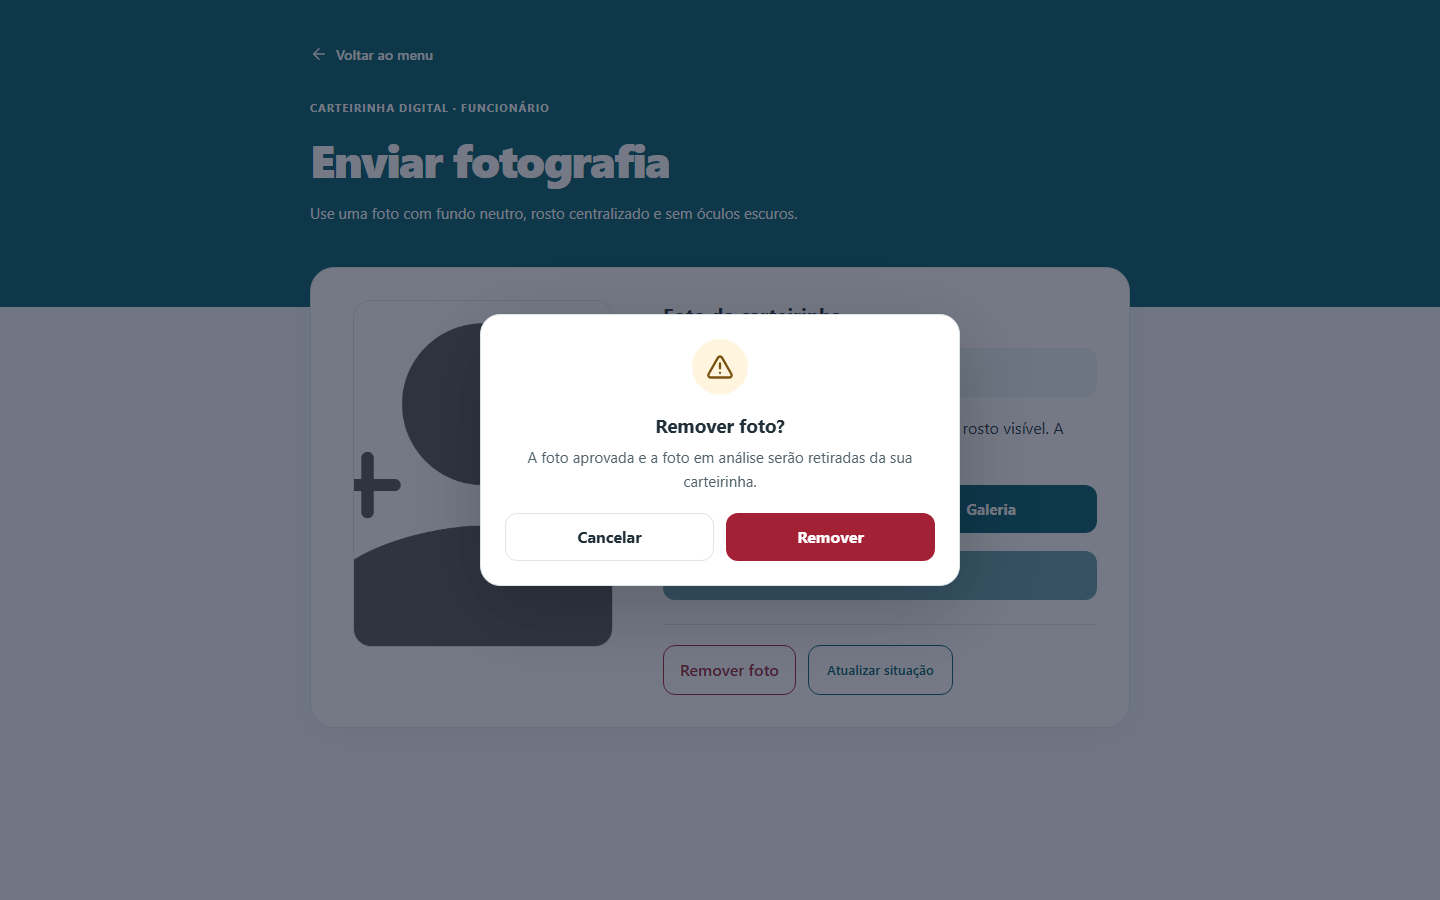 Voltar ao menu
CARTEIRINHA DIGITAL · FUNCIONÁRIO
Enviar fotografia
Use uma foto com fundo neutro, rosto centralizado e sem óculos escuros.
Remover foto?
A foto aprovada e a foto em análise serão retiradas da sua
carteirinha.
Cancelar
Remover
rosto visível. A
Galeria
Remover foto
Atualizar situação